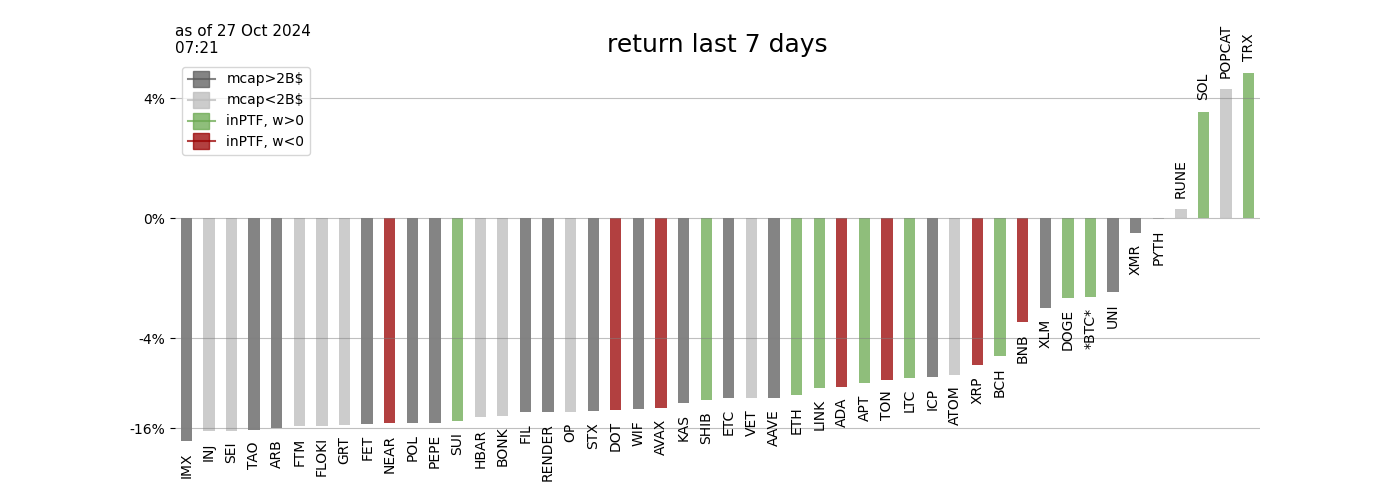 as of 27 Oct 2024
07:21
return last 7 days
mcap>2B$
mcap<2B$
inPTF, w>0
inPTF, w<0
4%
0%
-4%
-16%
IMX
INJ
SEI
TAO
ARB
FTM
FLOKI
GRT
FET
NEAR
POL
PEPE
SUI
HBAR
BONK
FIL
RENDER
OP
STX
DOT
WIF
AVAX
KAS
SHIB
ETC
VET
AAVE
ETH
LINK
ADA
APT
TON
LTC
ICP
ATOM
XRP
BCH
BNB
XLM
DOGE
*BTC*
UNI
XMR
PYTH
RUNE
SOL
POPCAT
TRX